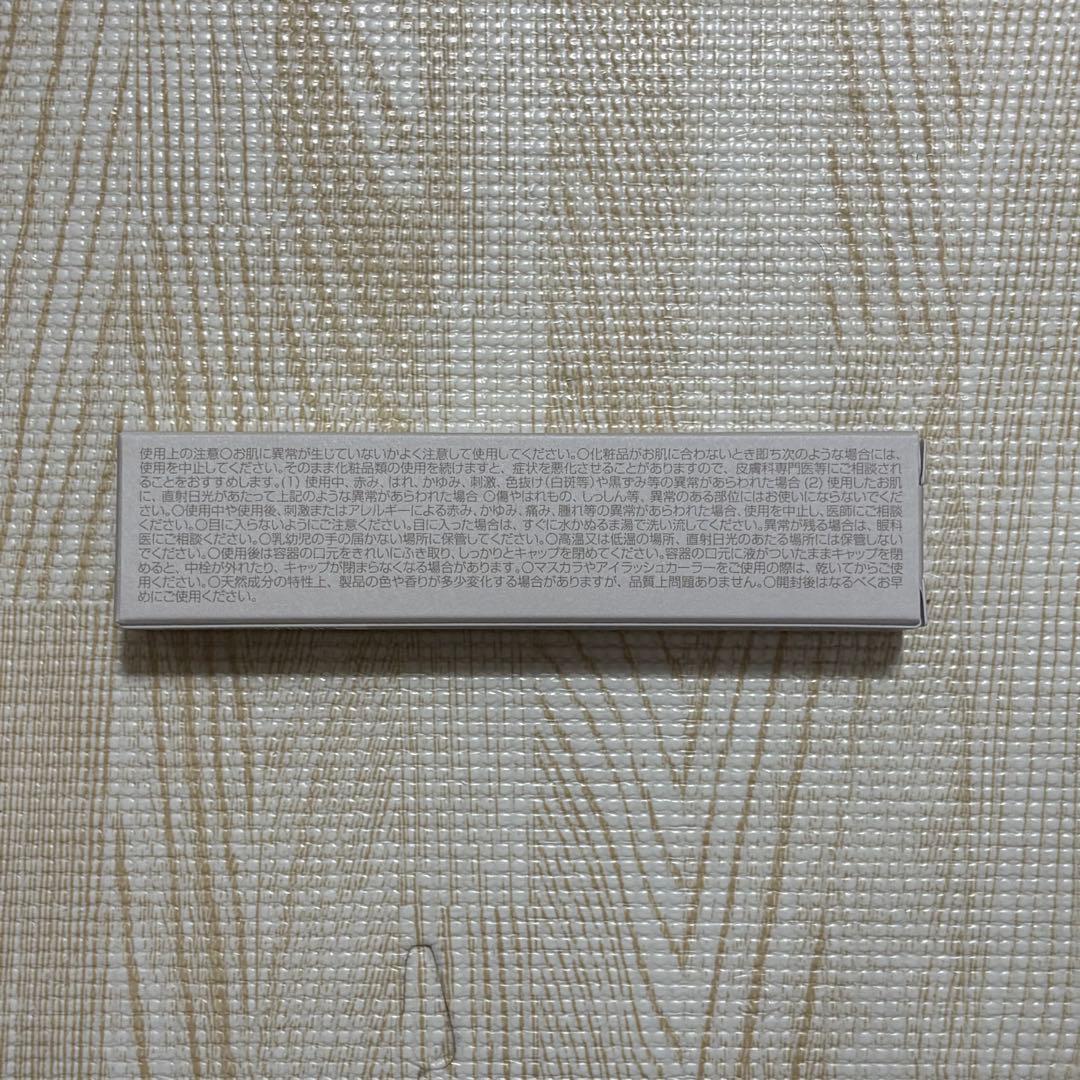 使用上の注意○お肌に異常が生じていないかよく注意して使用してください。○化粧品がお肌に合わないとき即ち次のような場合には、
使用を中止してください。そのまま化粧品類の使用を続けますと、症状を悪化させることがありますので、皮膚科専門医等にご相談され
ることをおすすめします。(1) 使用中、赤み、はれ、かゆみ、刺激、色抜け(白斑等)や黒ずみ等の異常があらわれた場合 (2) 使用したお肌
に、直射日光があたって上記のような異常があらわれた場合 ○傷やはれもの、しっしん等、異常のある部位にはお使いにならないでくだ
さい。○使用中や使用後、刺激またはアレルギーによる赤み、かゆみ、痛み、腫れ等の異常があらわれた場合、使用を中止し、医師にご相談
ください。○目に入らないようにご注意ください。目に入った場合は、すぐに水かぬるま湯で洗い流してください。異常が残る場合は、眼科
医にご相談ください。○乳幼児の手の届かない場所に保管してください。○高温又は低温の場所、直射日光のあたる場所には保管しない
でください。○使用後は容器の口元をきれいにふき取り、しっかりとキャップを閉めてください。容器の口元に液がついたままキャップを閉
めると、中栓が外れたり、キャップが閉まらなくなる場合があります。○マスカラやアイラッシュカーラーをご使用の際は、乾いてからご使
用ください。○天然成分の特性上、製品の色や香りが多少変化する場合がありますが、品質上問題ありません。○開封後はなるべくお早
めにご使用ください。